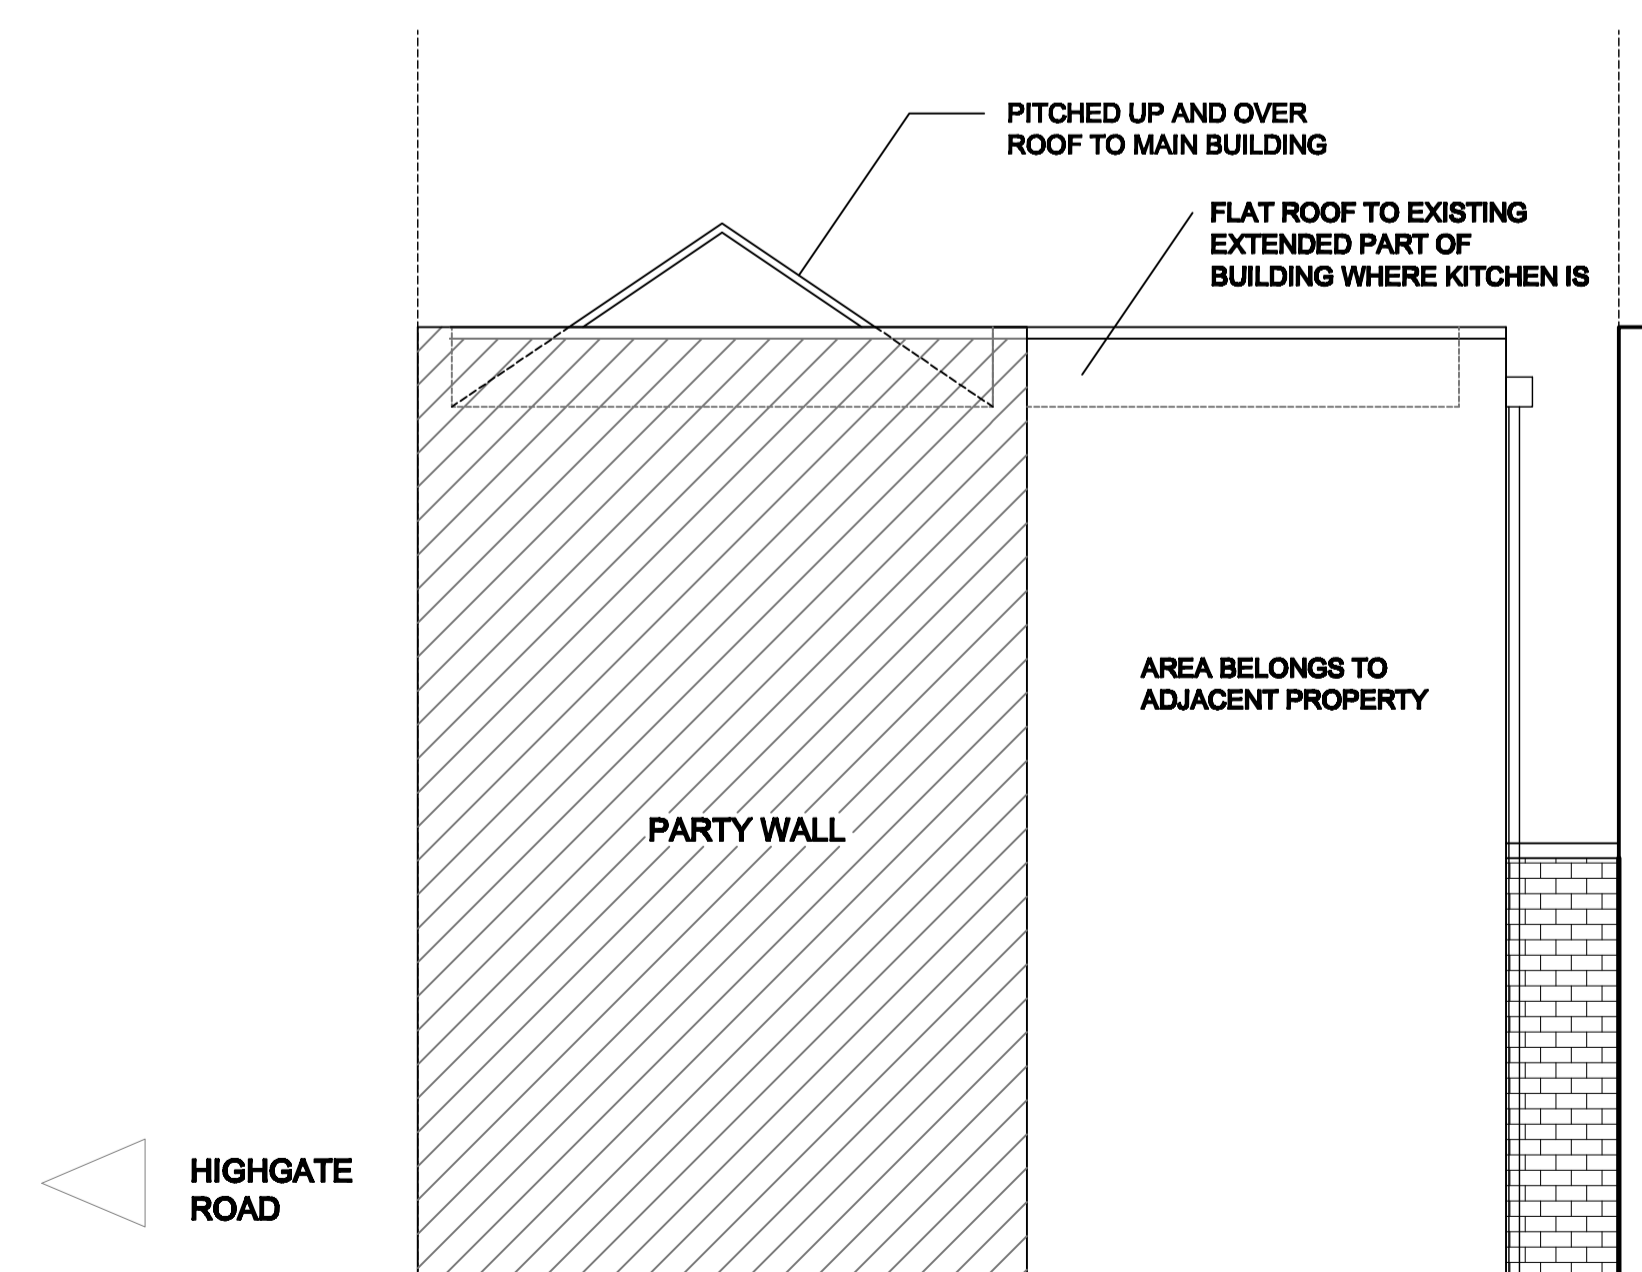 PITCHED UP AND OVER
ROOF TO MAIN BUILDING
FLAT ROOF TO EXISTING
EXTENDED PART OF
BUILDING WHERE KITCHEN IS
AREA BELONGS TO
ADJACENT PROPERTY
PARTY WALL
HIGHGATE
ROAD